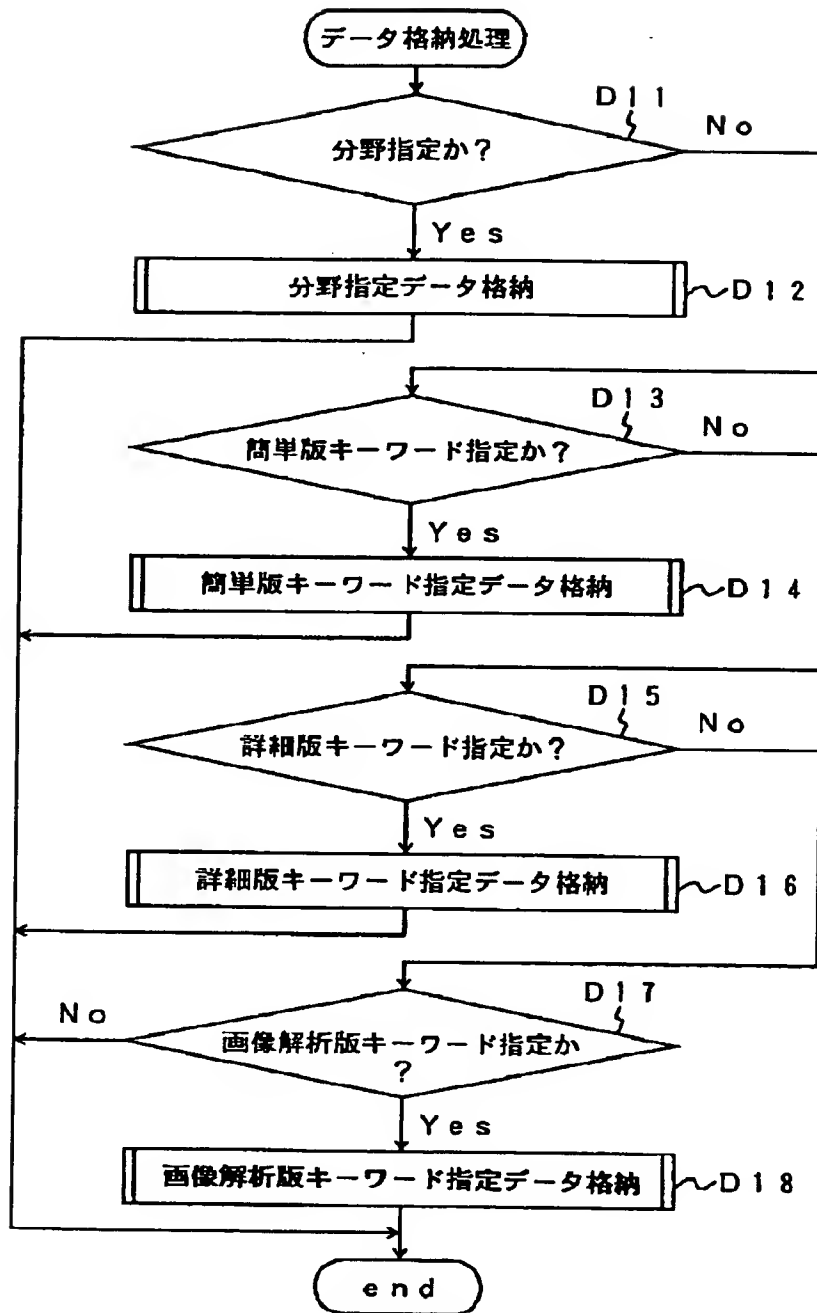 データ格納処理
D11
No
分野指定か?
Yes
分野指定データ格納
D12
D13
No
簡単版キーワード指定か?
Yes
簡単版キーワード指定データ格納
D14
D15
No
詳細版キーワード指定か?
Yes
詳細版キーワード指定データ格納
D16
D17
No
画像解析版キーワード指定か
?
Yes
画像解析版キーワード指定データ格納
D18
end